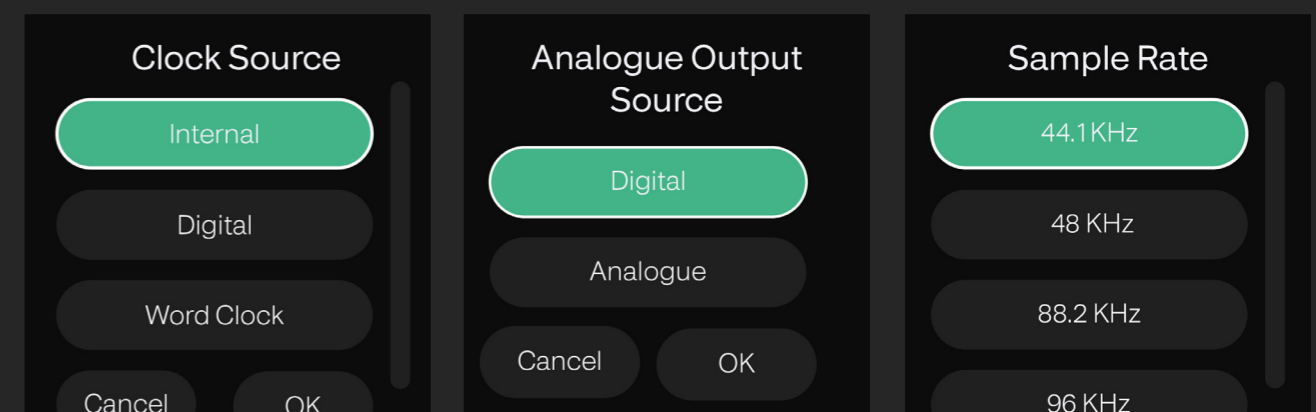 Clock Source
Internal
Digital
Word Clock
Cancel
OK
Analogue Output
Source
Digital
Analogue
Cancel
OK
Sample Rate
44.1KHz
48 KHz
88.2 KHz
96 KHz